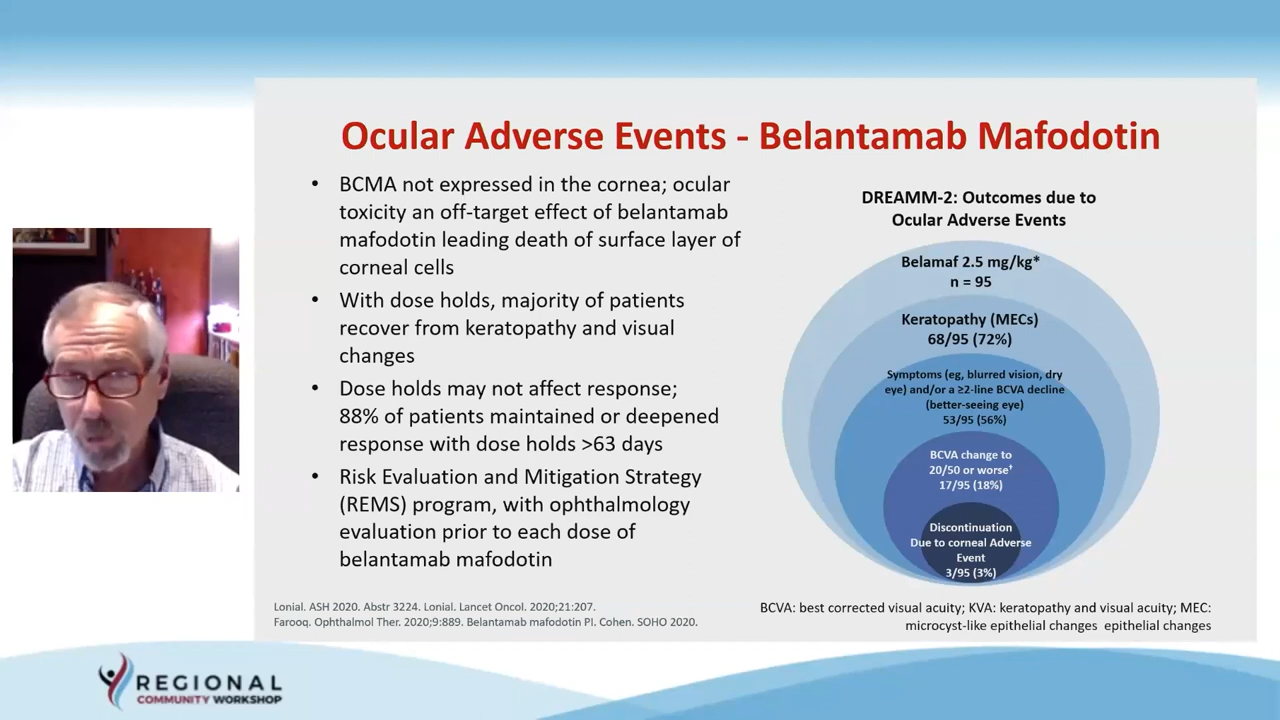 Ocular Adverse Events - Belantamab Mafodotin
• BCMA not expressed in the cornea; ocular
toxicity an off-target effect of belantamab
mafodotin leading death of surface layer of
corneal cells
• With dose holds, majority of patients
recover from keratopathy and visual
changes
• Dose holds may not affect response;
88% of patients maintained or deepened
response with dose holds >63 days
• Risk Evaluation and Mitigation Strategy
(REMS) program, with ophthalmology
evaluation prior to each dose of
belantamab mafodotin
DREAMM-2: Outcomes due to
Ocular Adverse Events
Belamaf 2.5 mg/kg*
n = 95
Keratopathy (MECs)
68/95 (72%)
Symptoms (eg, blurred vision, dry
eye) and/or a ≥2-line BCVA decline
(better-seeing eye)
53/95 (56%)
BCVA change to
20/50 or worse†
17/95 (18%)
Discontinuation
Due to corneal Adverse
Event
3/95 (3%)
Lonial. ASH 2020. Abstr 3224. Lonial. Lancet Oncol. 2020;21:207.
Farooq. Ophthalmol Ther. 2020;9:889. Belantamab mafodotin PI. Cohen. SOHO 2020.
BCVA: best corrected visual acuity; KVA: keratopathy and visual acuity; MEC:
microcyst-like epithelial changes epithelial changes
REGIONAL
COMMUNITY WORKSHOP